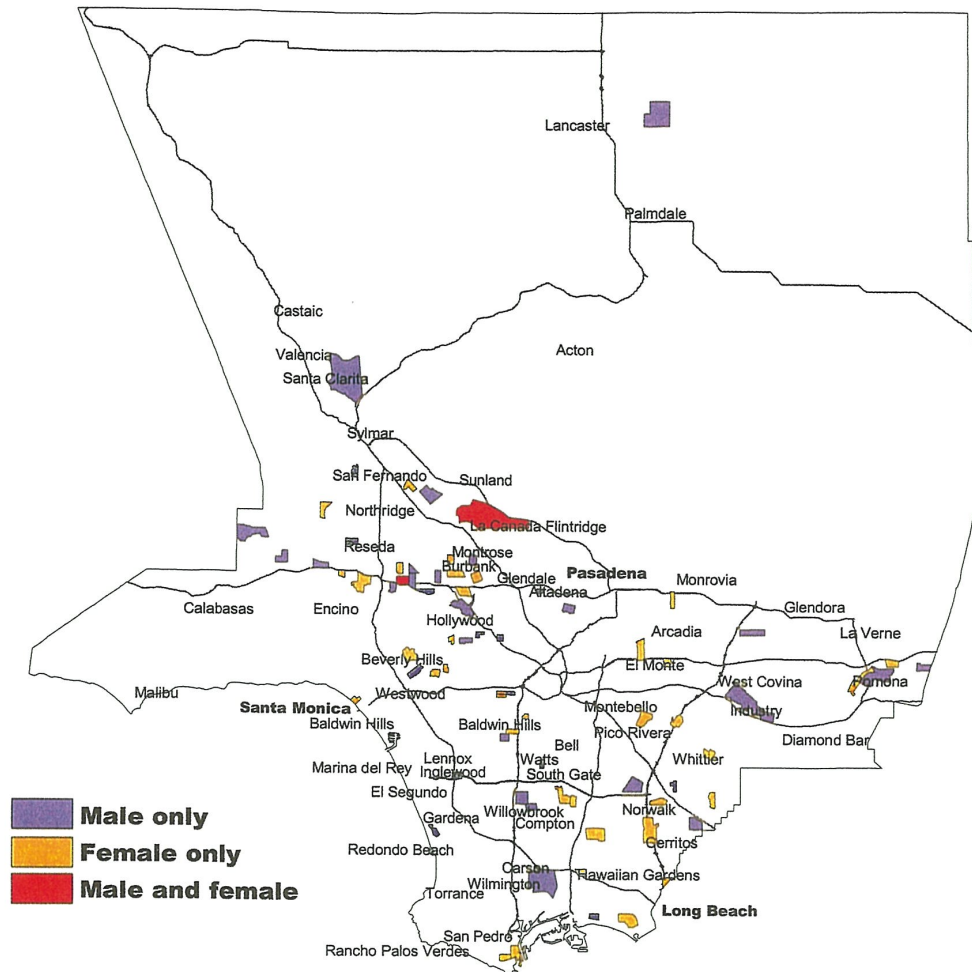 Lancaster
Palmdale
Castaic
Acton
Valencia
Santa Clarita
Sylmar
San Fernando
Sunland
Northridge
La Canada Flintridge
Reseda
Montrose
Burbank
Glendale
Pasadena
Monrovia
Altadena
Calabasas
Encino
Glendora
Hollywood
Arcadia
La Verne
Beverly Hills
El Monte
West Covina
Pomona
Malibu
Westwood
Santa Monica
Montebello
Industry
Baldwin Hills
Baldwin Hills
Pico Rivera
Diamond Bar
Bell
Whittier
Lennox
Watts
Marina del Rey
Inglewood
South Gate
El Segundo
Male only
Gardena
Willowbrook
Norwalk
Compton
Female only
Redondo Beach
Gerritos
Carson
Hawaiian Gardens
Male and female
Torrance
Wilmington
Long Beach
San Pedro
Rancho Palos Verdes